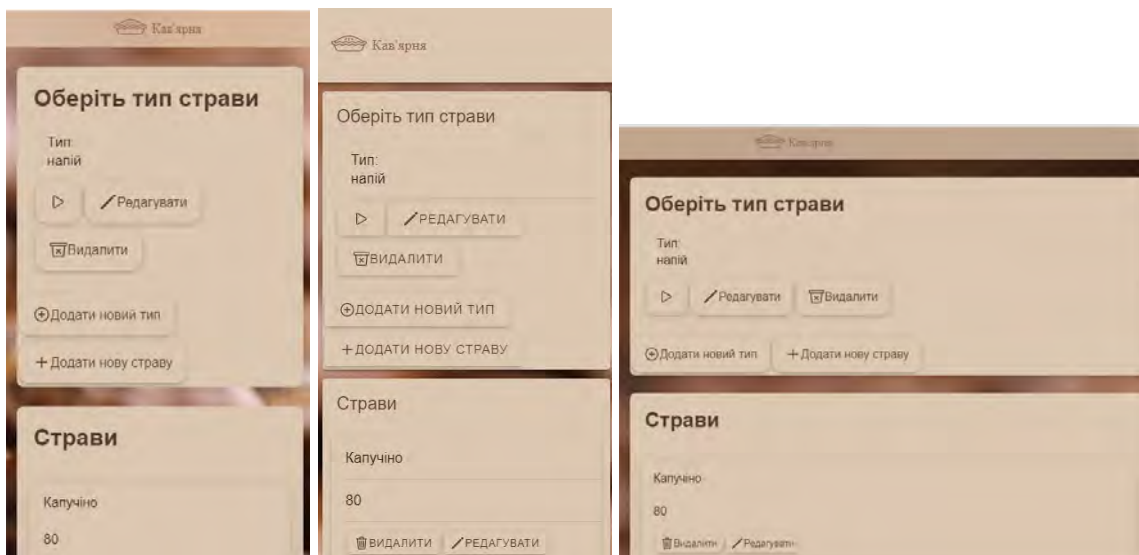 Кав'ярня
Оберіть тип страви
Тип:
напій
Редагувати
Видалити
Додати новий тип
Додати нову страву
Страви
Капучіно
80
Кав'ярня
Оберіть тип страви
Тип:
напій
РЕДАГУВАТИ
ВИДАЛИТИ
ДОДАТИ НОВИЙ ТИП
ДОДАТИ НОВУ СТРАВУ
Страви
Капучіно
80
ВИДАЛИТИ РЕДАГУВАТИ
Кав'ярня
Оберіть тип страви
Тип:
напій
Редагувати Видалити
Додати новий тип Додати нову страву
Страви
Капучіно
80
Видалити Редагувати